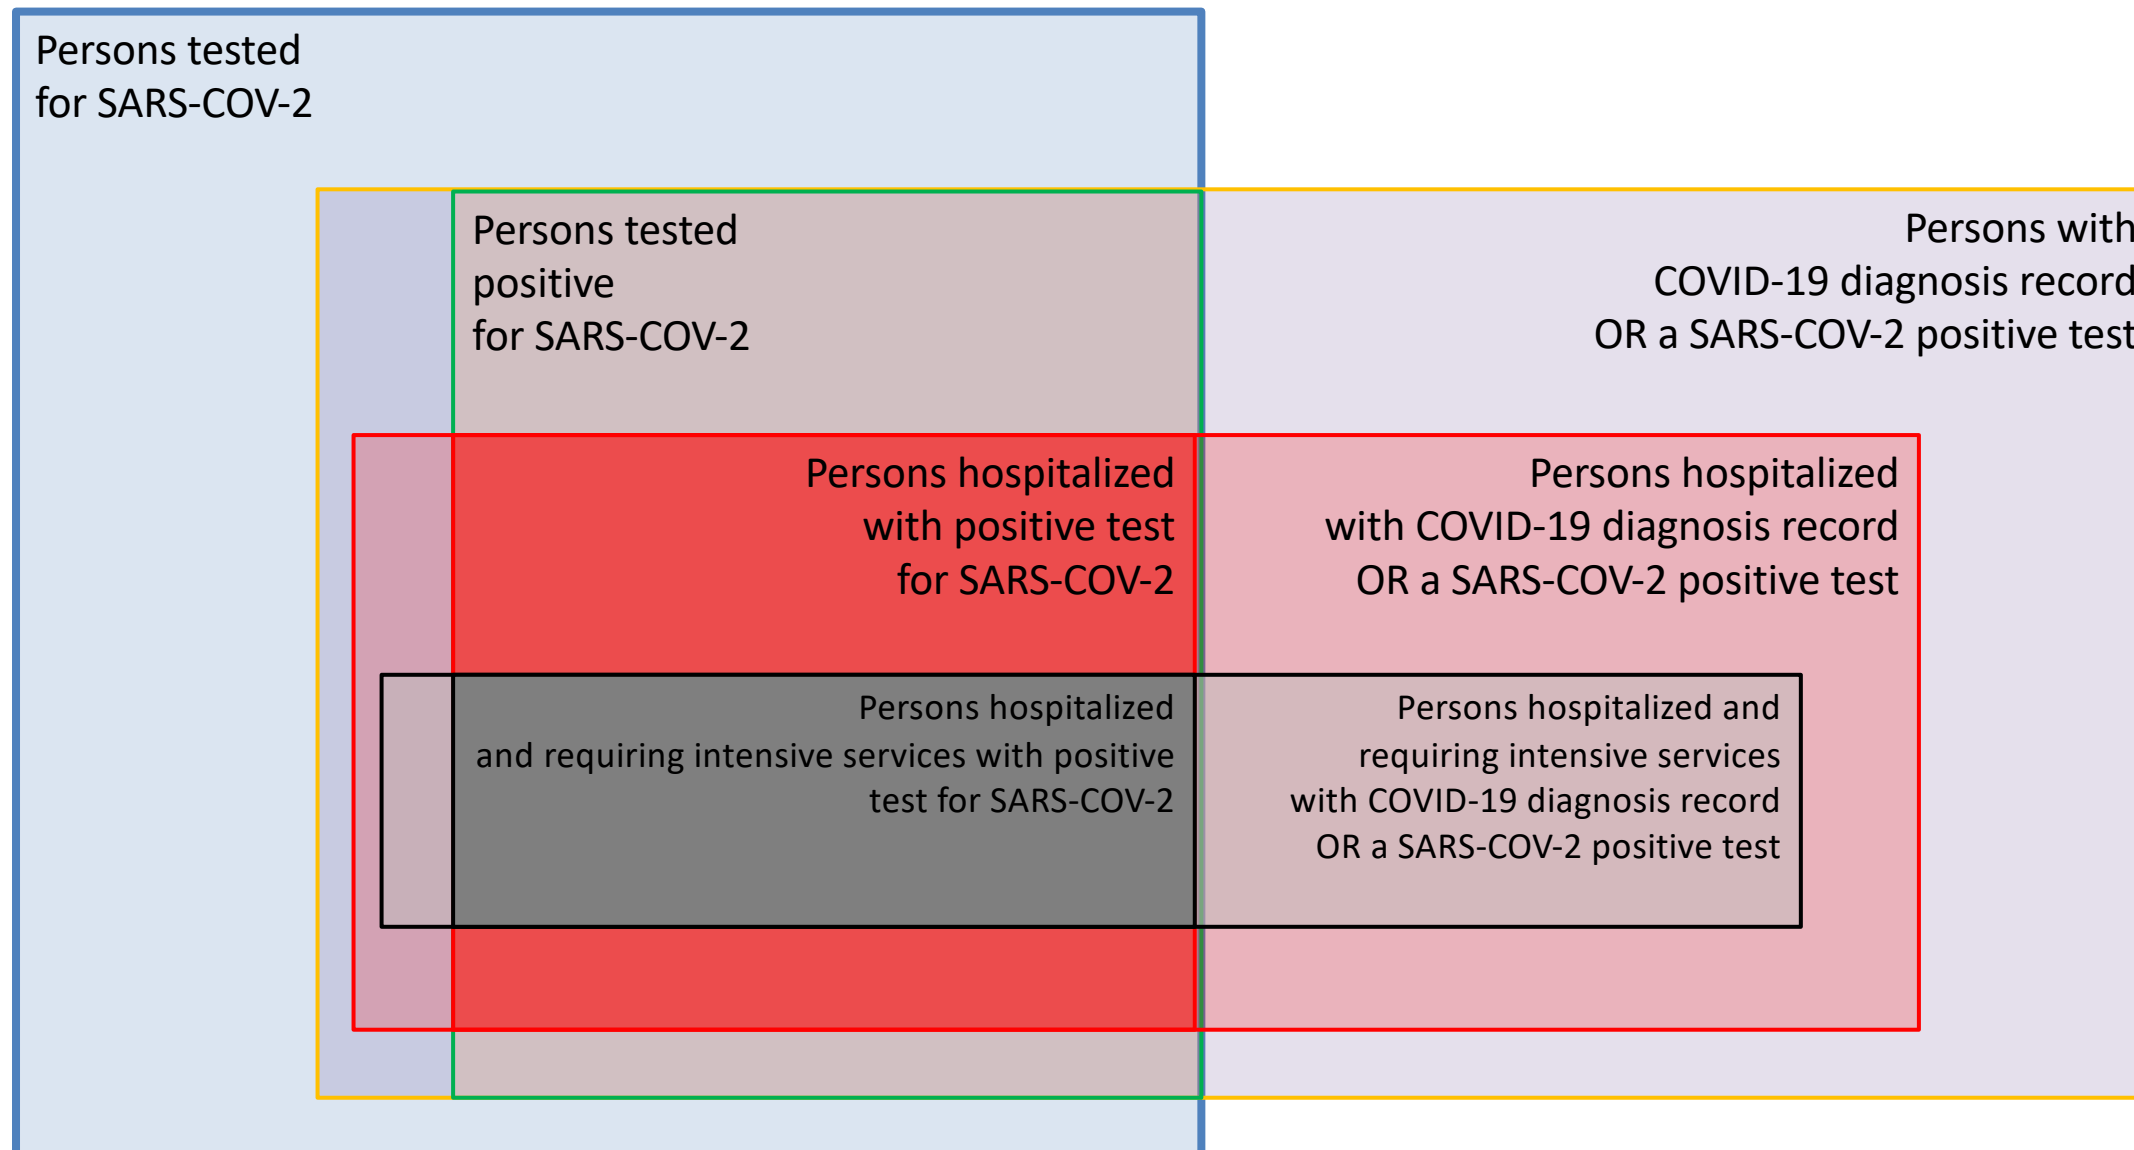 Persons tested
for SARS-COV-2
Persons tested
positive
for SARS-COV-2
Persons with
COVID-19 diagnosis record
OR a SARS-COV-2 positive test
Persons hospitalized
with positive test
for SARS-COV-2
Persons hospitalized
with COVID-19 diagnosis record
OR a SARS-COV-2 positive test
Persons hospitalized
and requiring intensive services with positive
test for SARS-COV-2
Persons hospitalized and
requiring intensive services
with COVID-19 diagnosis record
OR a SARS-COV-2 positive test